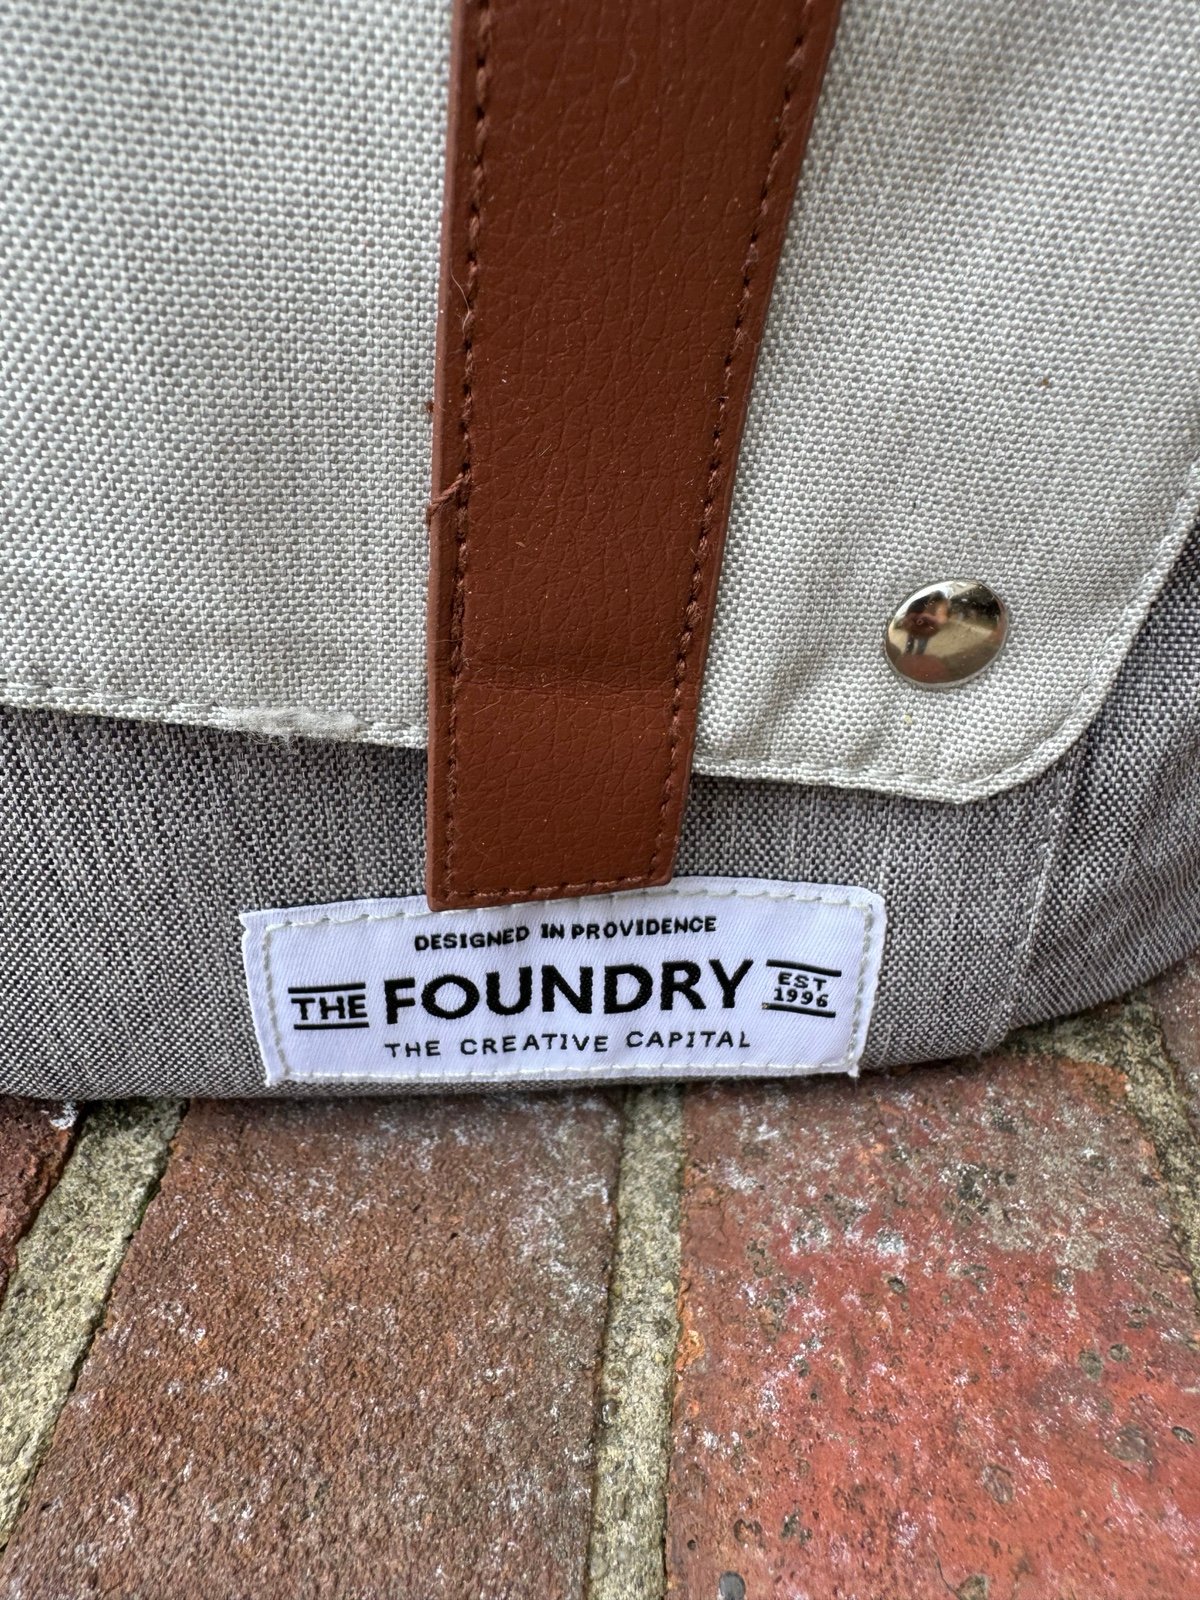 DESIGNED IN PROVIDENCE
THE FOUNDRY EST 1996
THE CREATIVE CAPITAL